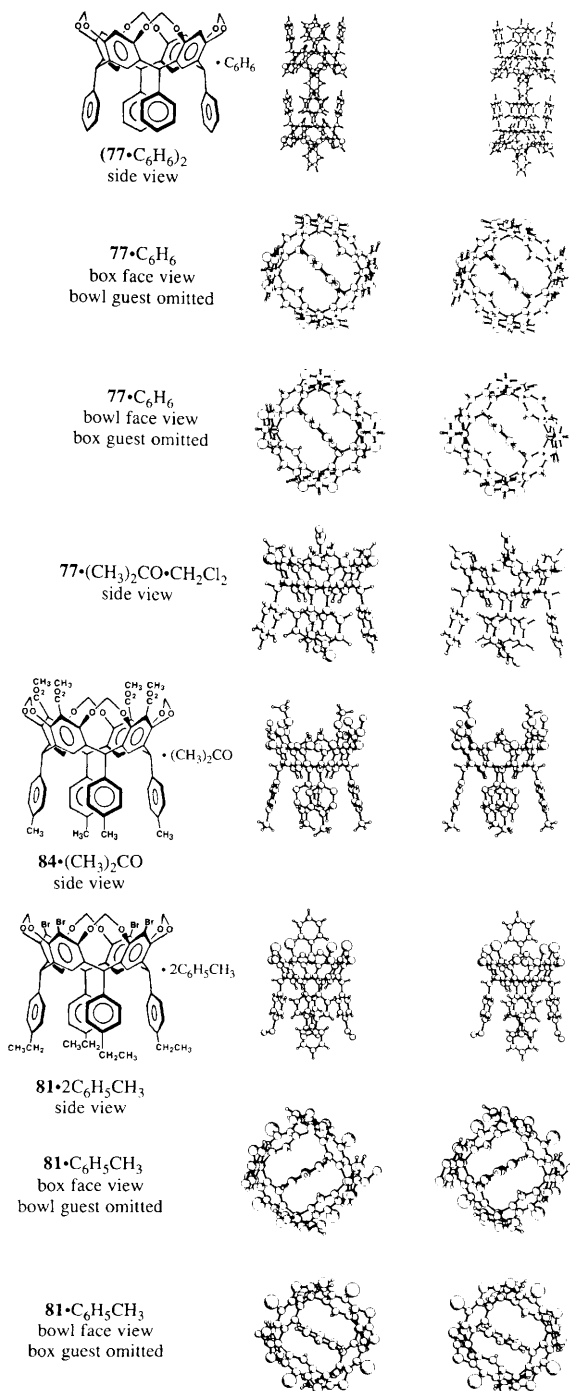 O O O O O O
• C6H6
(77•C6H6)2
side view
77•C6H6
box face view
bowl guest omitted
77•C6H6
bowl face view
box guest omitted
77•(CH3)2CO•CH2Cl2
side view
CH3 CH3 CH3 CH3
O2 O2 O2 O2
C C C C
O O O O O O
• (CH3)2CO
CH3 H3C CH3 CH3
84•(CH3)2CO
side view
Br Br Br Br
O O O O O O
• 2C6H5CH3
CH3CH2 CH3CH2 CH2CH3 CH2CH3
81•2C6H5CH3
side view
81•C6H5CH3
box face view
bowl guest omitted
81•C6H5CH3
bowl face view
box guest omitted